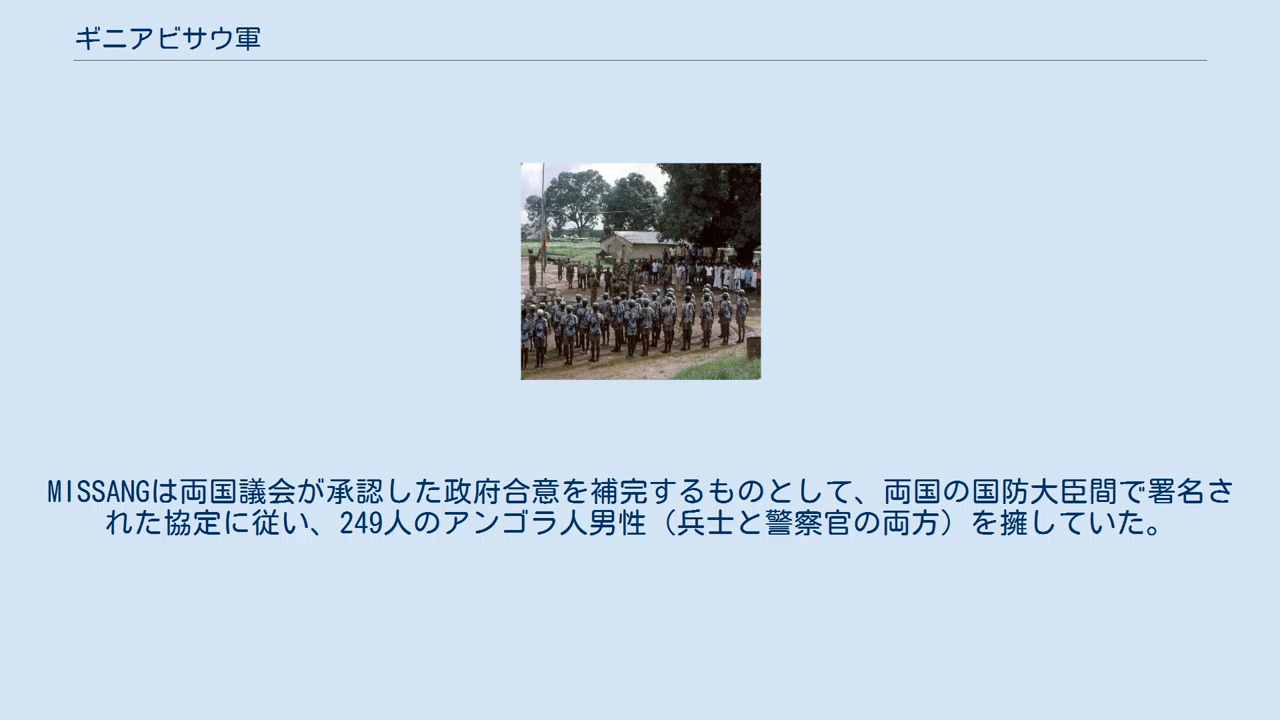 ギニアビサウ軍
MISSANGは両国議会が承認した政府合意を補完するものとして、両国の国防大臣間で署名さ
れた協定に従い、249人のアンゴラ人男性（兵士と警察官の両方）を擁していた。